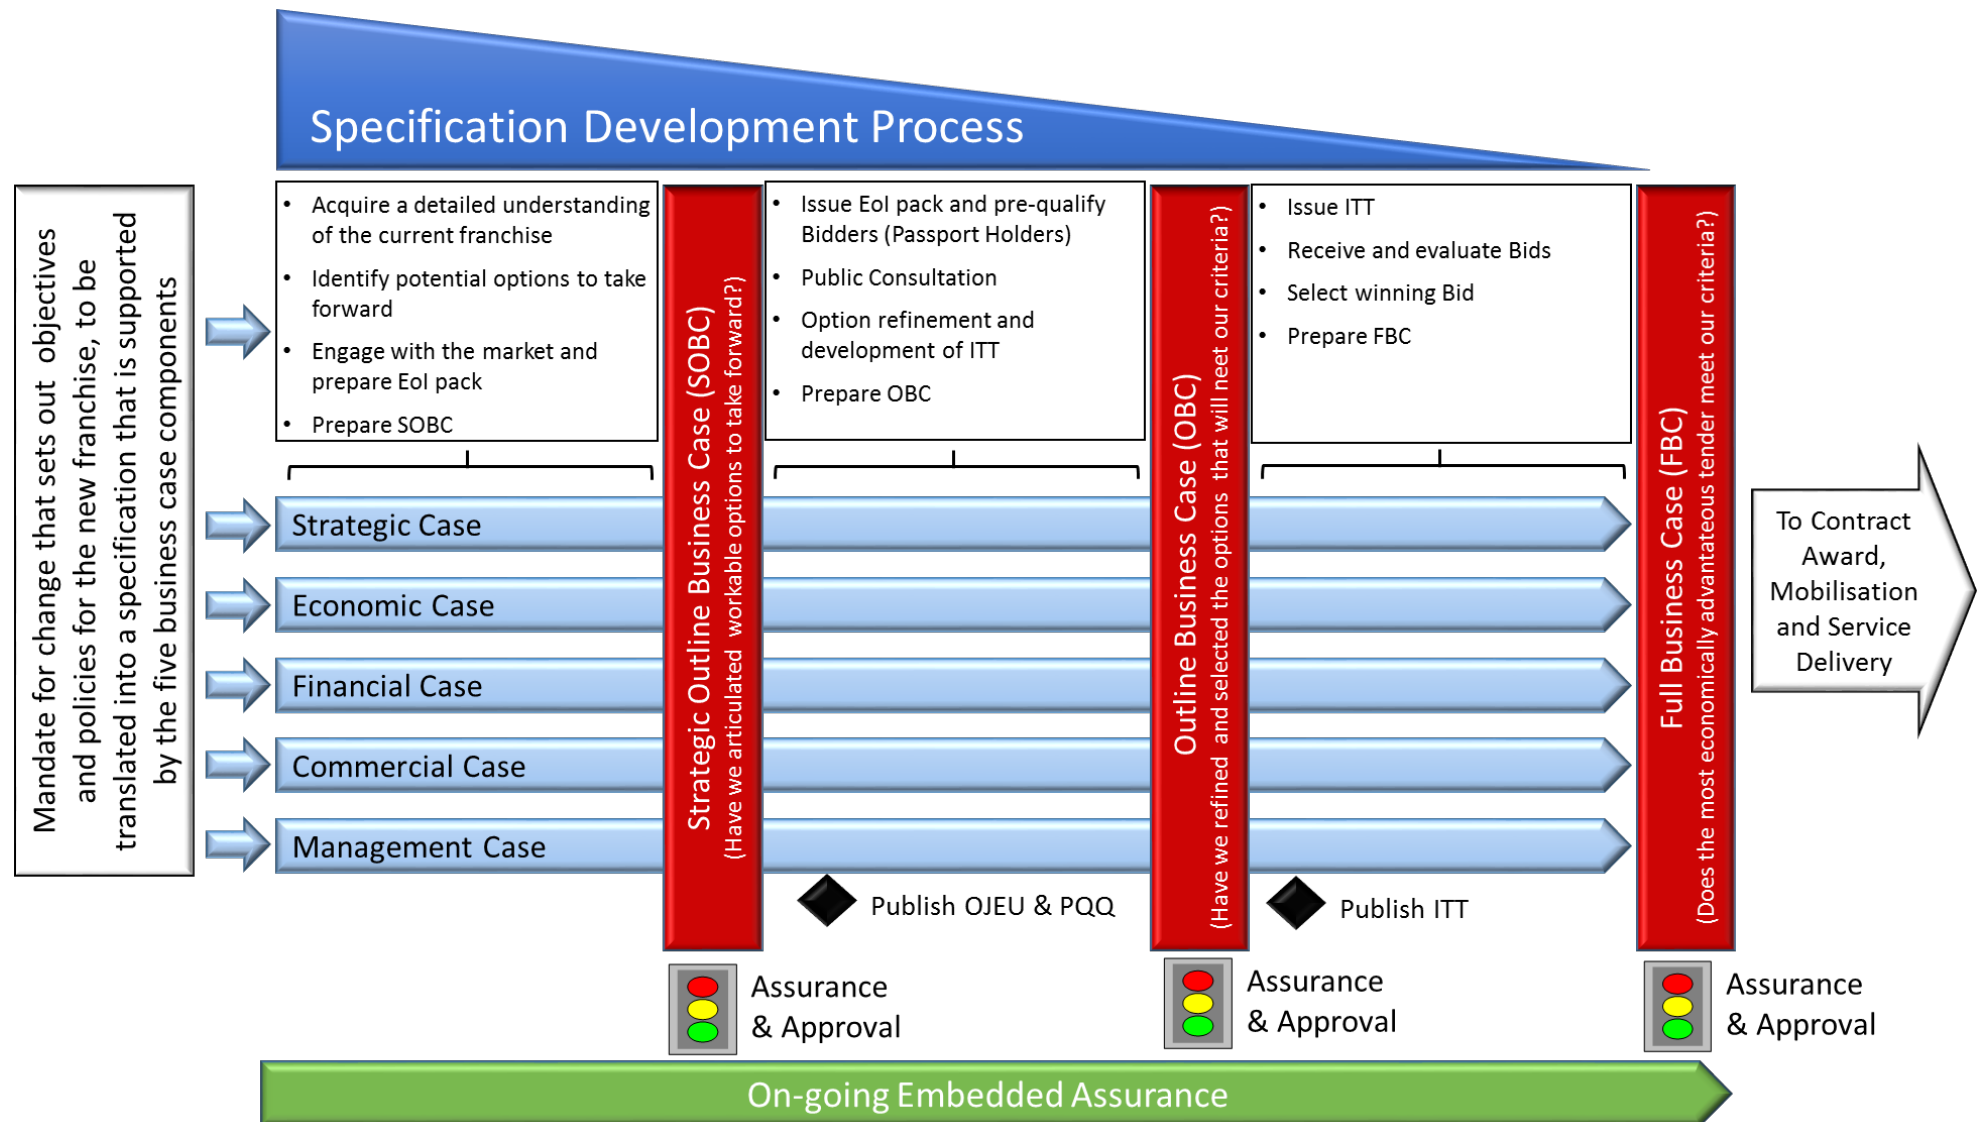 Specification Development Process
Mandate for change that sets out objectives
and policies for the new franchise, to be
translated into a specification that is supported
by the five business case components
• Acquire a detailed understanding
of the current franchise
• Identify potential options to take
forward
• Engage with the market and
prepare EoI pack
• Prepare SOBC
Strategic Outline Business Case (SOBC)
(Have we articulated workable options to take forward?)
• Issue EoI pack and pre-qualify
Bidders (Passport Holders)
• Public Consultation
• Option refinement and
development of ITT
• Prepare OBC
Outline Business Case (OBC)
(Have we refined and selected the options that will neet our criteria?)
• Issue ITT
• Receive and evaluate Bids
• Select winning Bid
• Prepare FBC
Full Business Case (FBC)
(Does the most economically advantateous tender meet our criteria?)
Strategic Case
Economic Case
Financial Case
Commercial Case
Management Case
To Contract
Award,
Mobilisation
and Service
Delivery
Publish OJEU & PQQ
Publish ITT
Assurance
& Approval
Assurance
& Approval
Assurance
& Approval
On-going Embedded Assurance